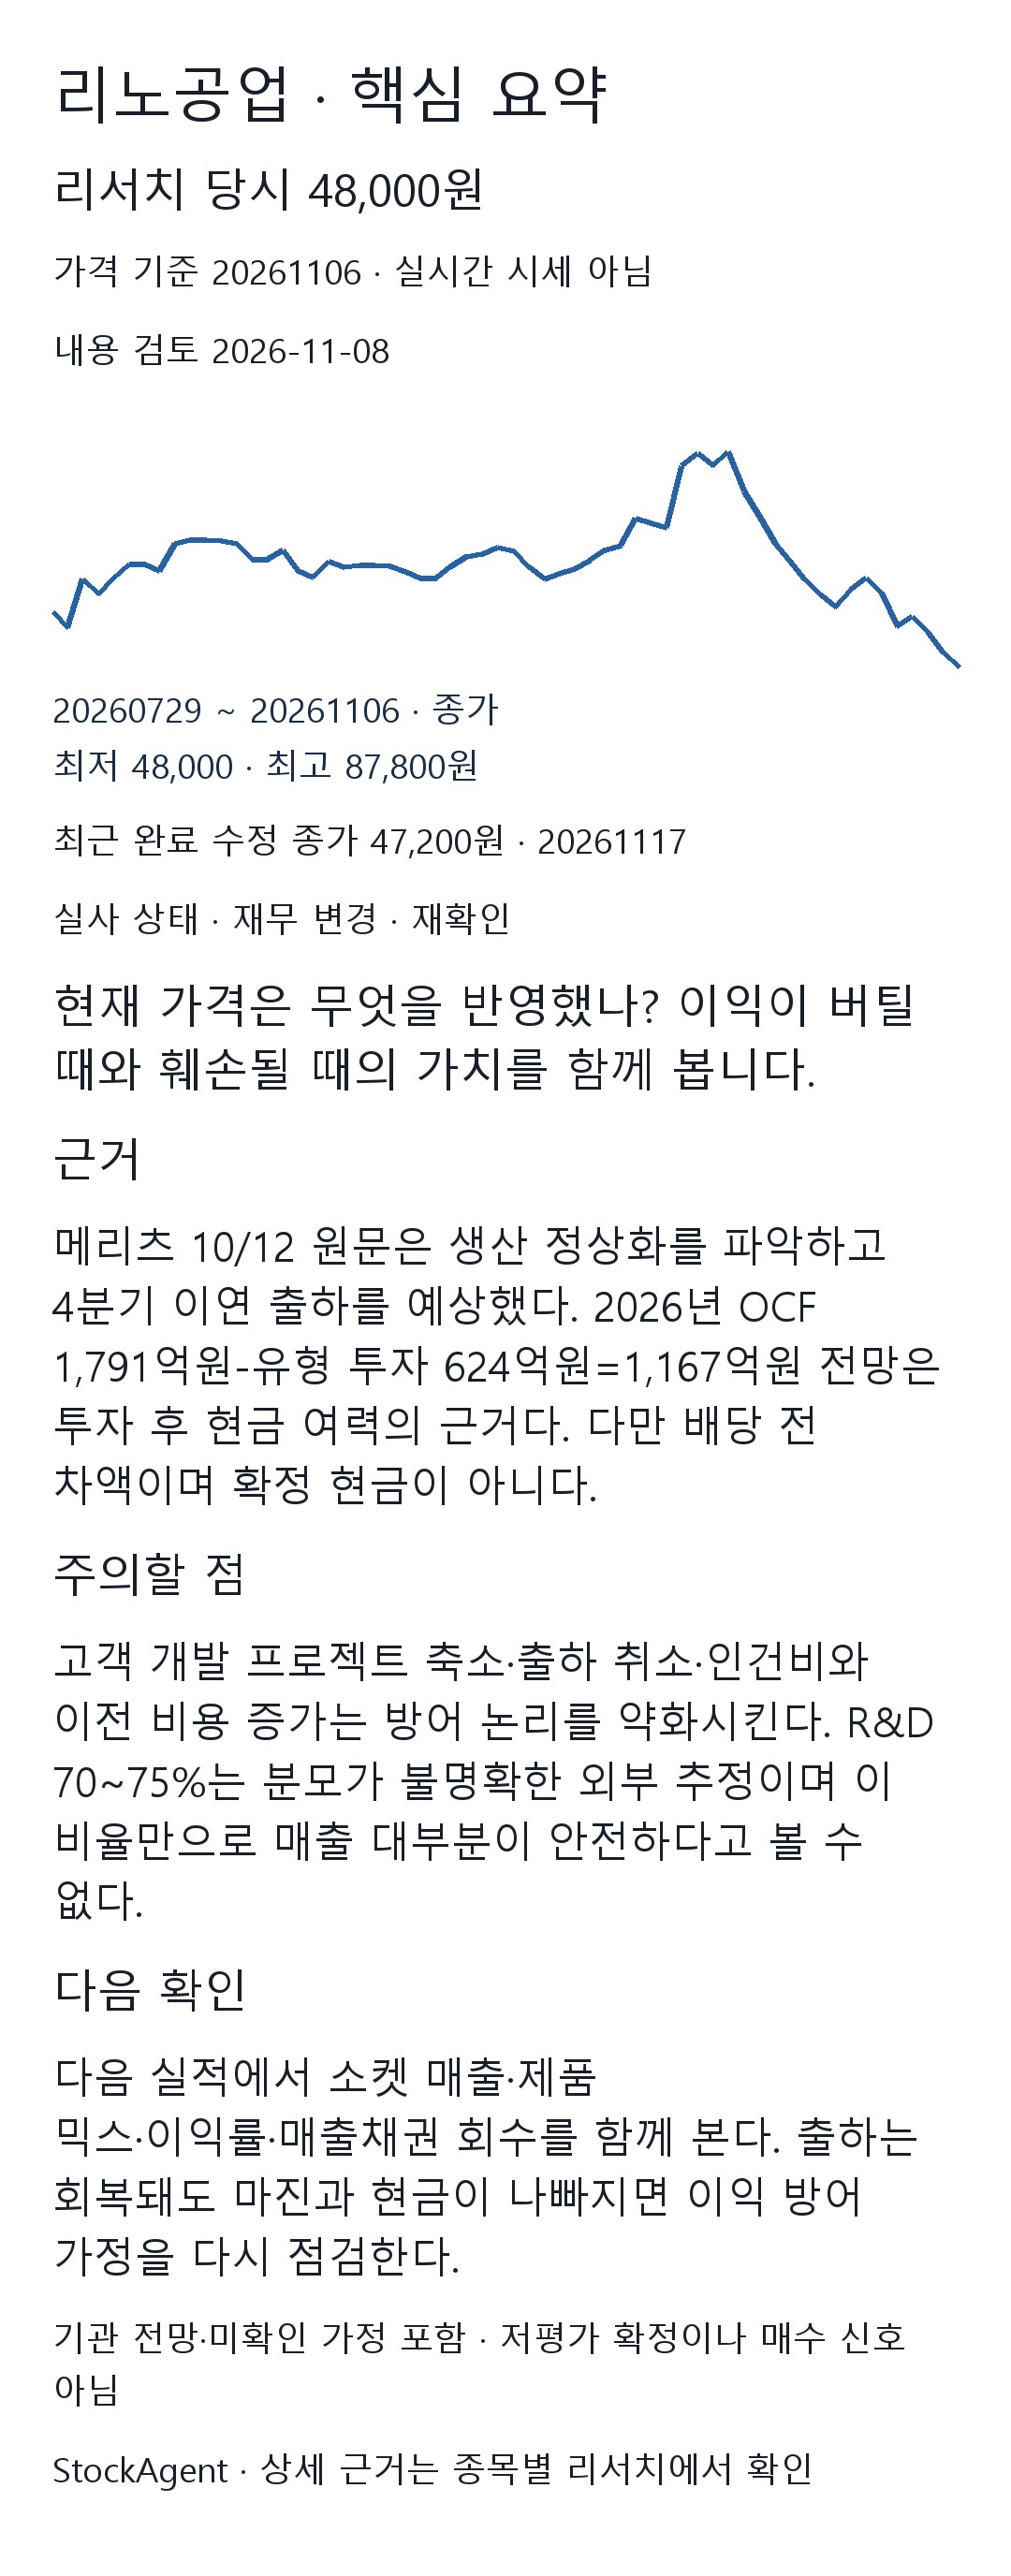 리노공업 · 핵심 요약
리서치 당시 48,000원
가격 기준 20261106 · 실시간 시세 아님
내용 검토 2026-11-08
20260729 ~ 20261106 · 종가
최저 48,000 · 최고 87,800원
최근 완료 수정 종가 47,200원 · 20261117
실사 상태 · 재무 변경 · 재확인
현재 가격은 무엇을 반영했나? 이익이 버틸
때와 훼손될 때의 가치를 함께 봅니다.
근거
메리츠 10/12 원문은 생산 정상화를 파악하고
4분기 이연 출하를 예상했다. 2026년 OCF
1,791억원-유형 투자 624억원=1,167억원 전망은
투자 후 현금 여력의 근거다. 다만 배당 전
차액이며 확정 현금이 아니다.
주의할 점
고객 개발 프로젝트 축소·출하 취소·인건비와
이전 비용 증가는 방어 논리를 약화시킨다. R&D
70~75%는 분모가 불명확한 외부 추정이며 이
비율만으로 매출 대부분이 안전하다고 볼 수
없다.
다음 확인
다음 실적에서 소켓 매출·제품
믹스·이익률·매출채권 회수를 함께 본다. 출하는
회복돼도 마진과 현금이 나빠지면 이익 방어
가정을 다시 점검한다.
기관 전망·미확인 가정 포함 · 저평가 확정이나 매수 신호
아님
StockAgent · 상세 근거는 종목별 리서치에서 확인